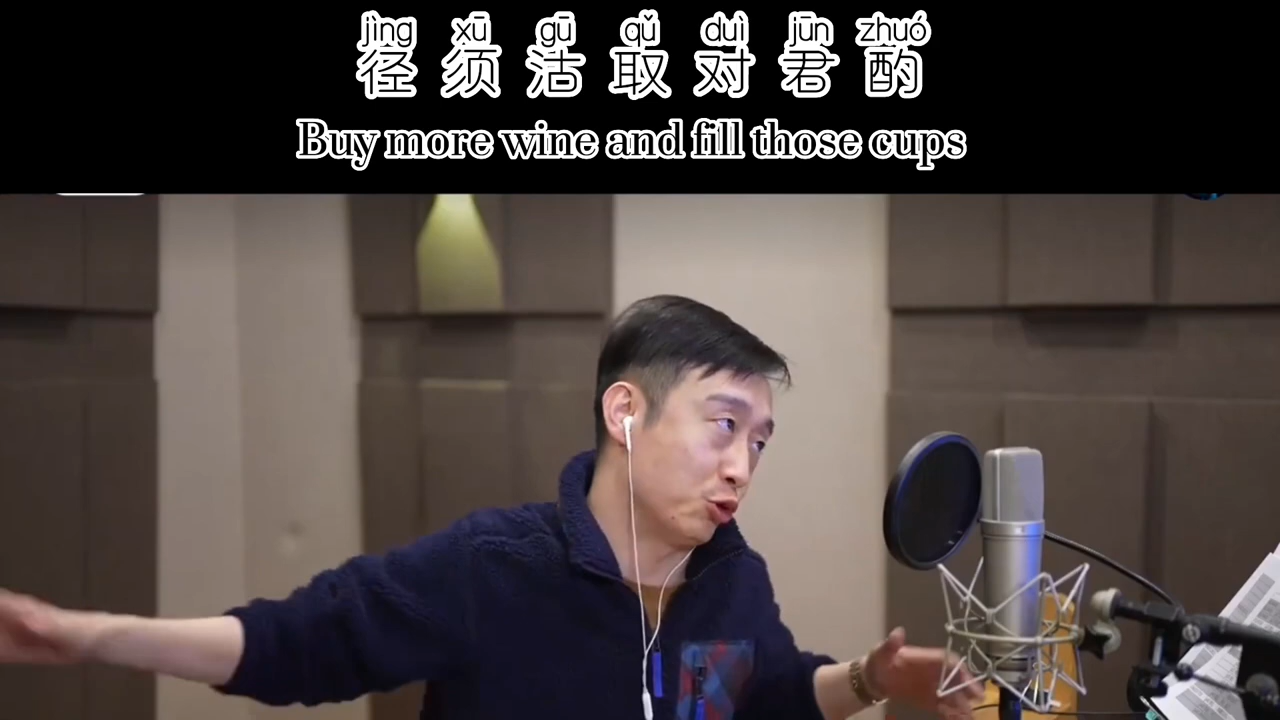 jìng xū gū qǔ duì jūn zhuó
径须沽取对君酌
Buy more wine and fill those cups